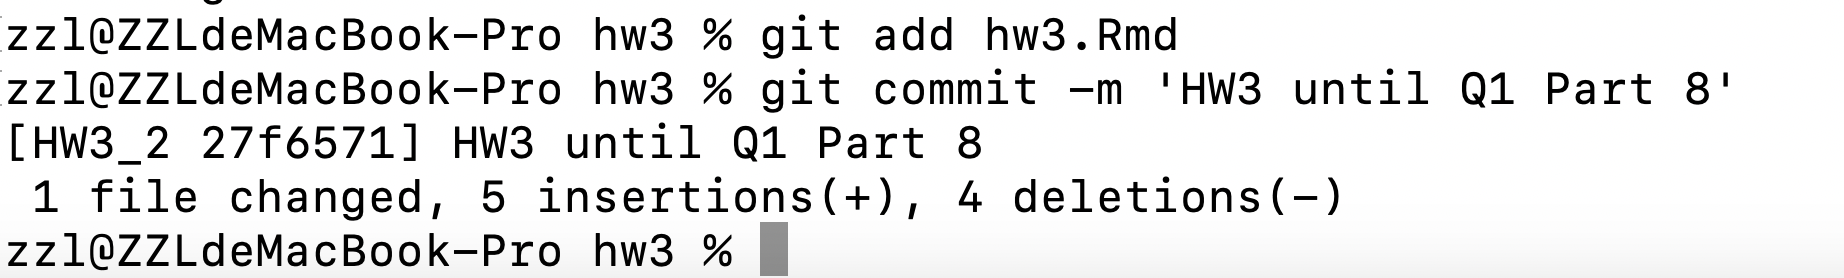 zzl@ZZLdeMacBook-Pro hw3 % git add hw3.Rmd
zzl@ZZLdeMacBook-Pro hw3 % git commit -m 'HW3 until Q1 Part 8'
[HW3_2 27f6571] HW3 until Q1 Part 8
 1 file changed, 5 insertions(+), 4 deletions(-)
zzl@ZZLdeMacBook-Pro hw3 %